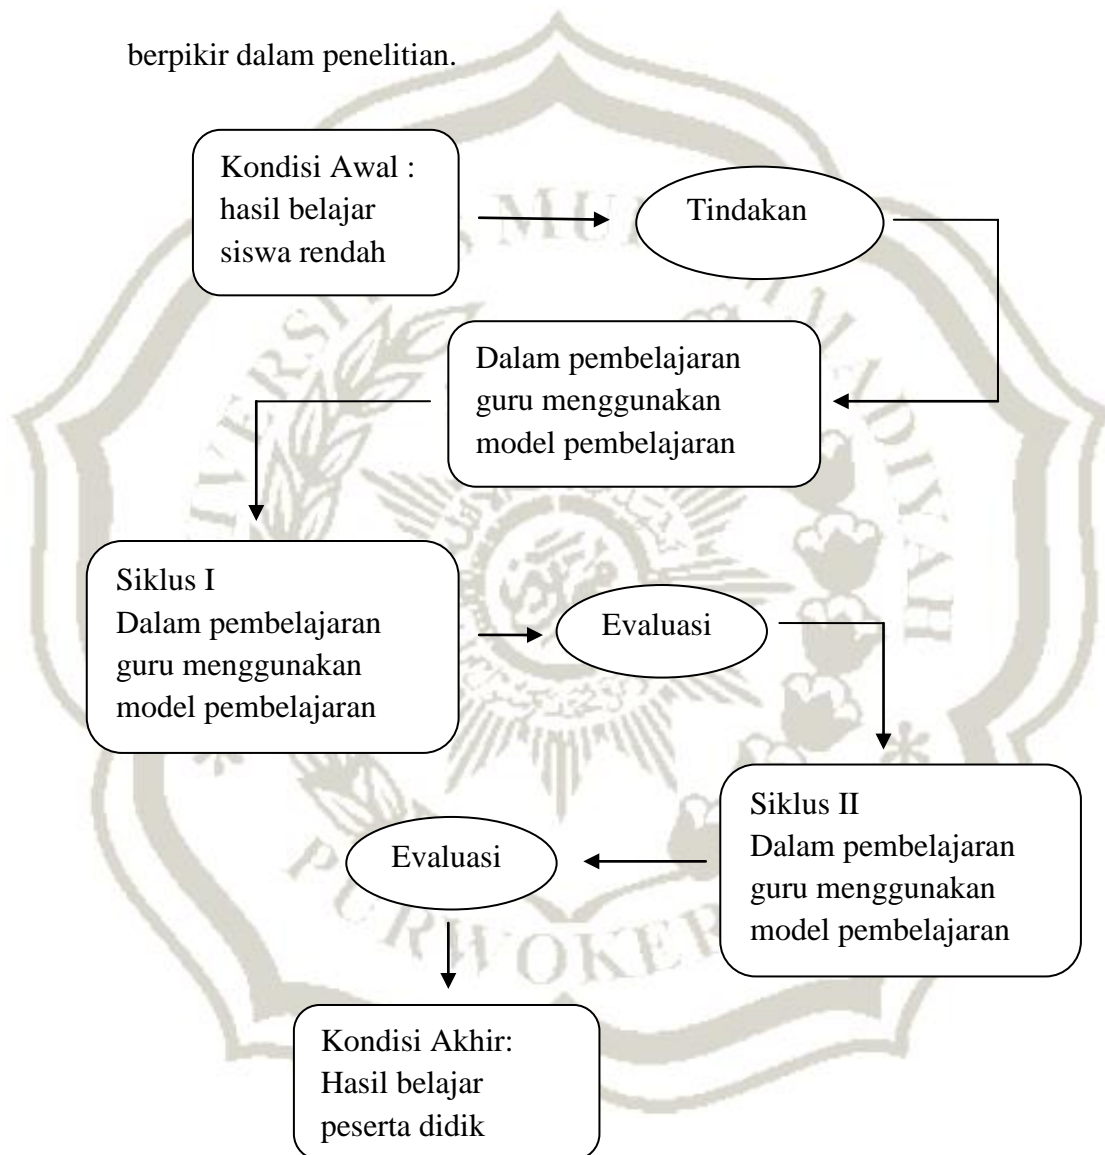 berpikir dalam penelitian.
Kondisi Awal :
hasil belajar
siswa rendah
Tindakan
Dalam pembelajaran
guru menggunakan
model pembelajaran
Siklus I
Dalam pembelajaran
guru menggunakan
model pembelajaran
Evaluasi
Siklus II
Dalam pembelajaran
guru menggunakan
model pembelajaran
Evaluasi
Kondisi Akhir:
Hasil belajar
peserta didik